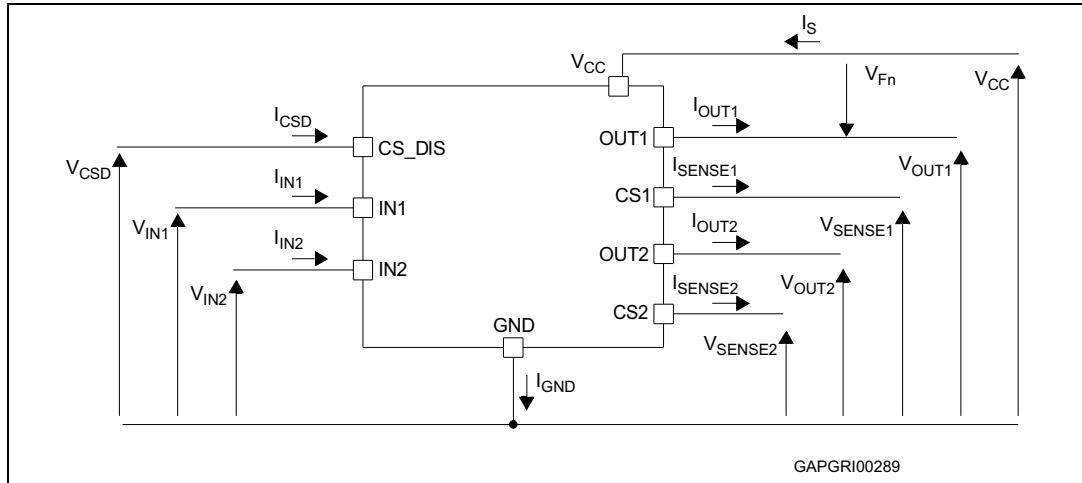 I_S
V_CC
V_Fn
V_CC
I_CSD
I_OUT1
CS_DIS
OUT1
V_CSD
I_IN1
I_SENSE1
V_OUT1
IN1
CS1
V_IN1
I_IN2
I_OUT2
V_SENSE1
IN2
OUT2
V_IN2
I_SENSE2
V_OUT2
CS2
GND
V_SENSE2
I_GND
GAPGRI00289